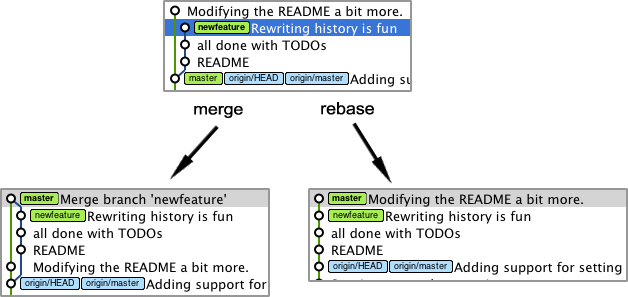 Modifying the README a bit more.
newfeature Rewriting history is fun
all done with TODOs
README
master origin/HEAD origin/master Adding su
merge rebase
master Merge branch 'newfeature'
newfeature Rewriting history is fun
all done with TODOs
README
Modifying the README a bit more.
origin/HEAD origin/master Adding support for
master Modifying the README a bit more.
newfeature Rewriting history is fun
all done with TODOs
README
origin/HEAD origin/master Adding support for setting